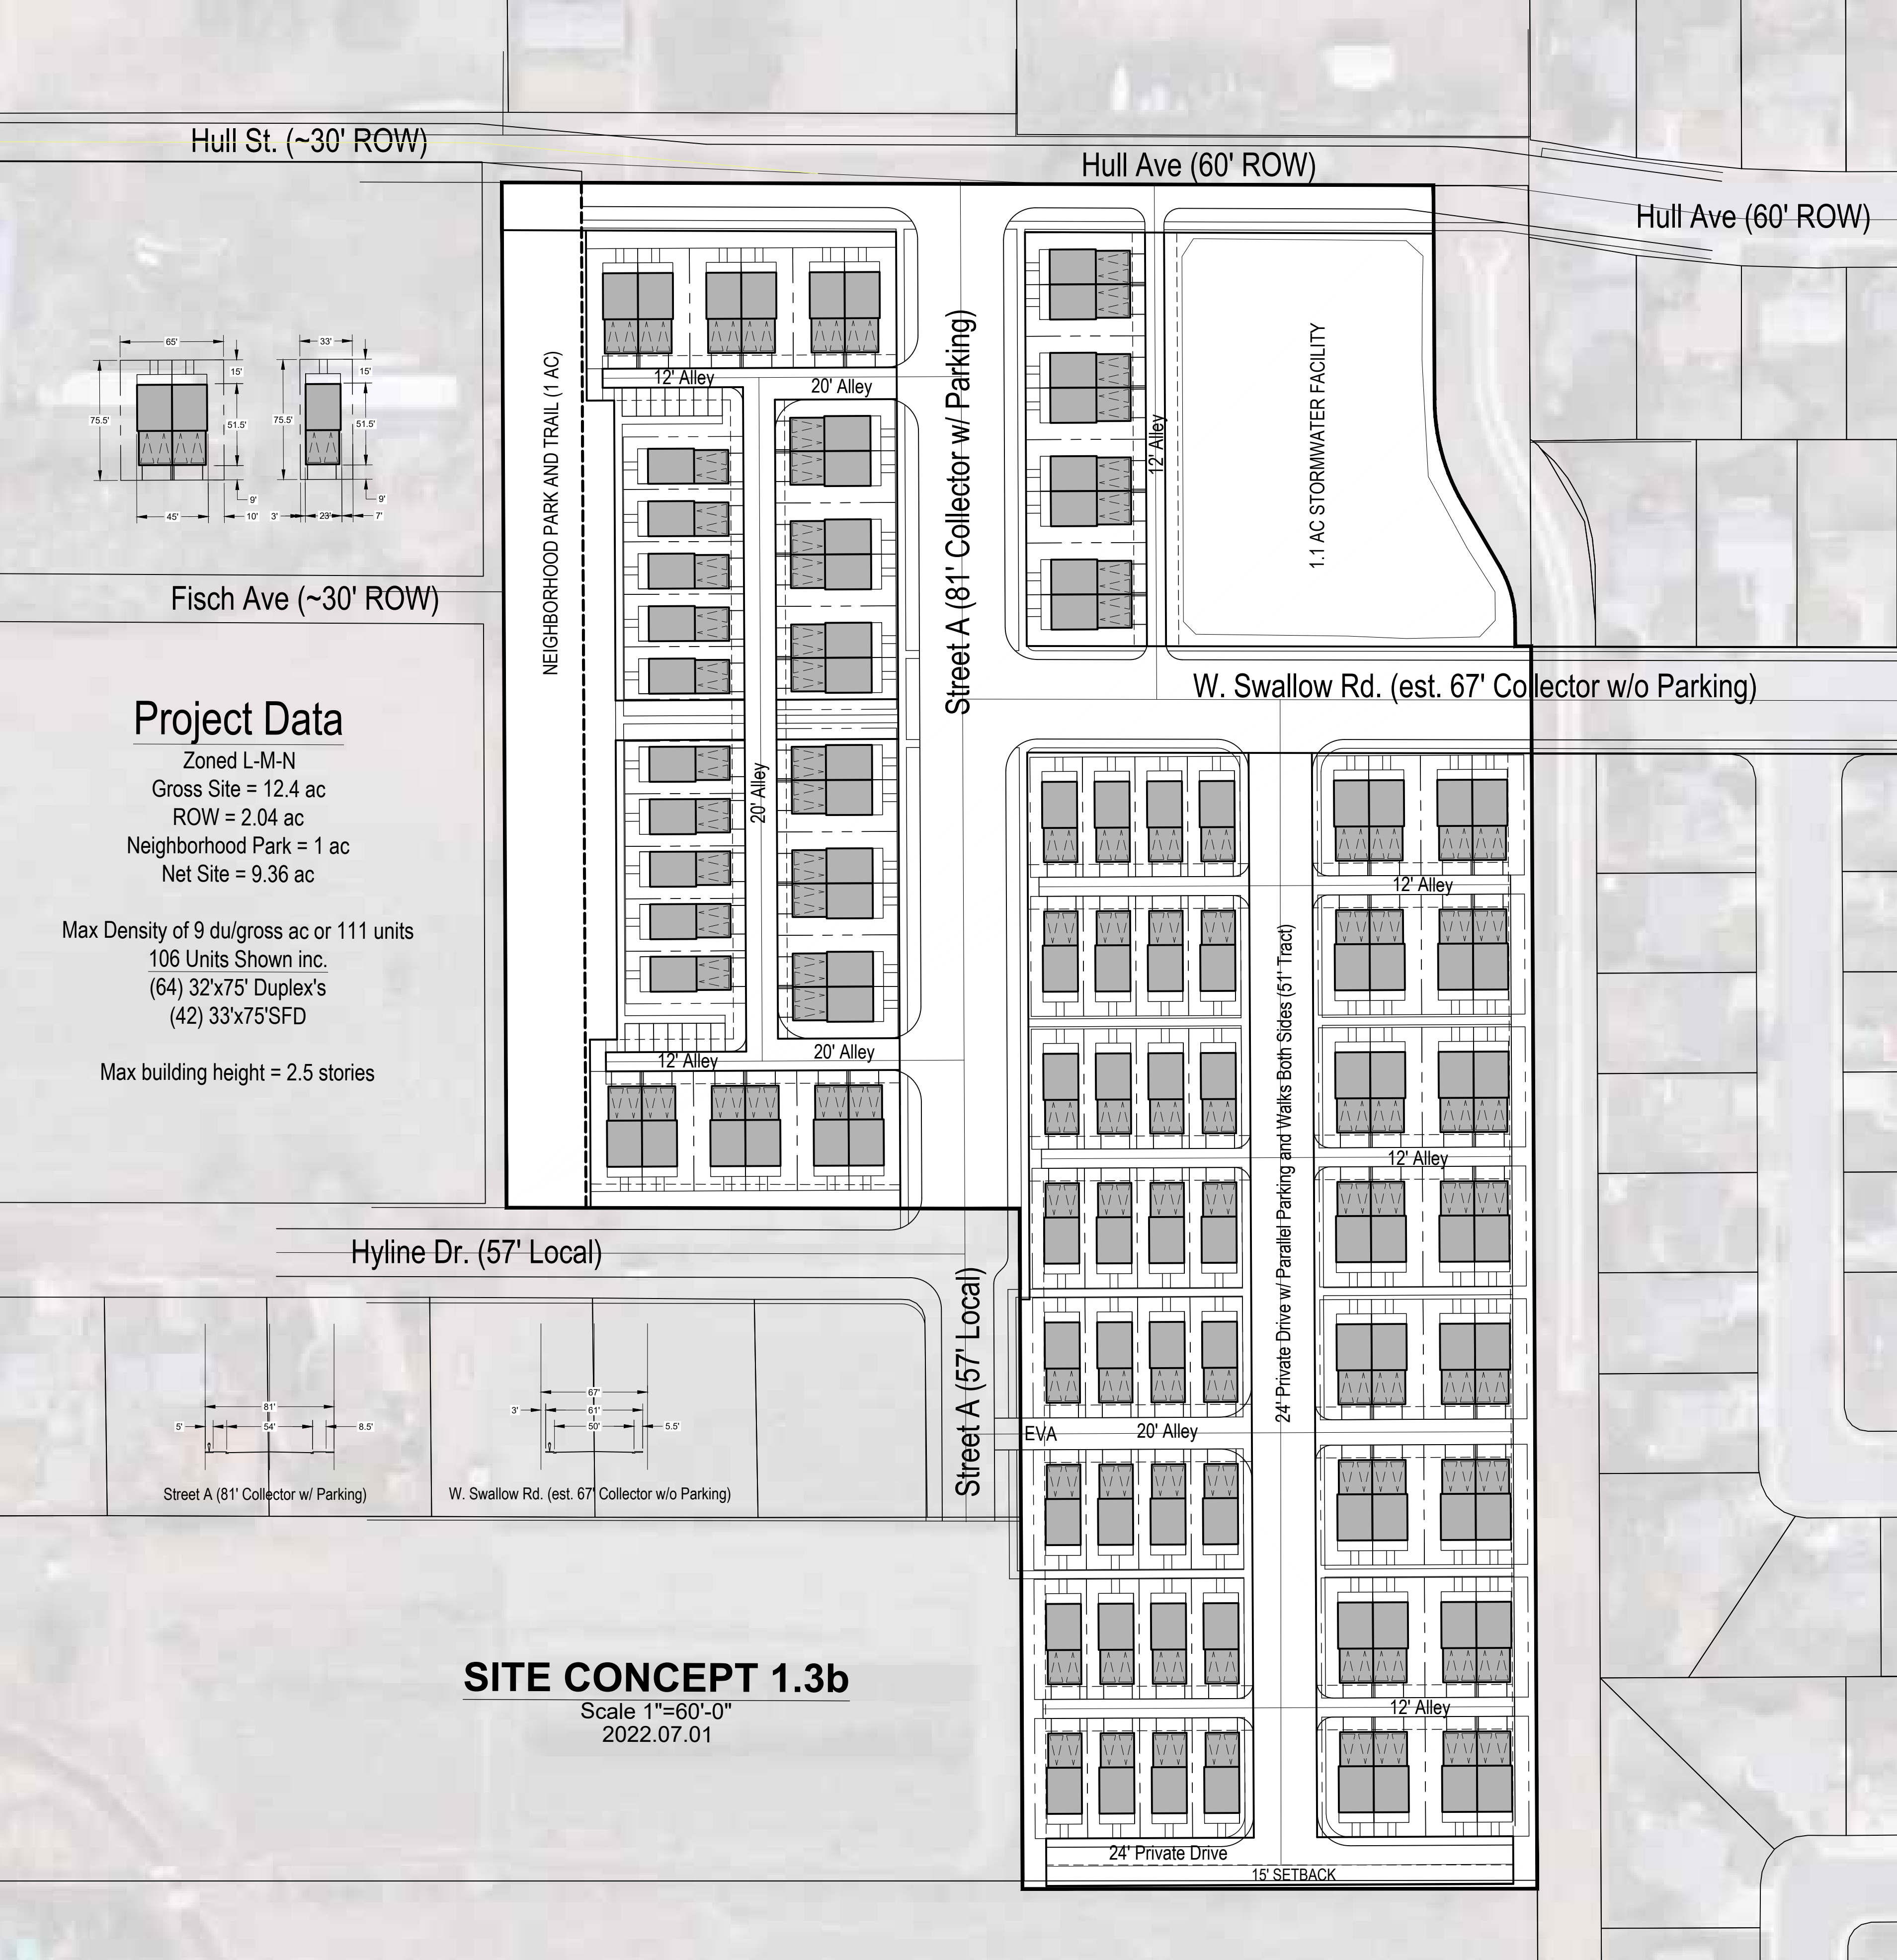 Hull St. (~30' ROW)
Hull Ave (60' ROW)
Hull Ave (60' ROW)
65'
15'
75.5'
51.5'
9'
45'
10'
33'
15'
75.5'
51.5'
9'
3'
23'
7'
NEIGHBORHOOD PARK AND TRAIL (1 AC)
12' Alley
20' Alley
Street A (81' Collector w/ Parking)
12' Alley
1.1 AC STORMWATER FACILITY
Fisch Ave (~30' ROW)
W. Swallow Rd. (est. 67' Collector w/o Parking)
Project Data
Zoned L-M-N
Gross Site = 12.4 ac
ROW = 2.04 ac
Neighborhood Park = 1 ac
Net Site = 9.36 ac
Max Density of 9 du/gross ac or 111 units
106 Units Shown inc.
(64) 32'x75' Duplex's
(42) 33'x75'SFD
Max building height = 2.5 stories
20' Alley
12' Alley
20' Alley
12' Alley
24' Private Drive w/ Parallel Parking and Walks Both Sides (51' Tract)
12' Alley
Hyline Dr. (57' Local)
Street A (57' Local)
81'
5'
54'
8.5'
Street A (81' Collector w/ Parking)
67'
3'
61'
50'
5.5'
W. Swallow Rd. (est. 67' Collector w/o Parking)
EVA
20' Alley
SITE CONCEPT 1.3b
Scale 1"=60'-0"
2022.07.01
12' Alley
24' Private Drive
15' SETBACK